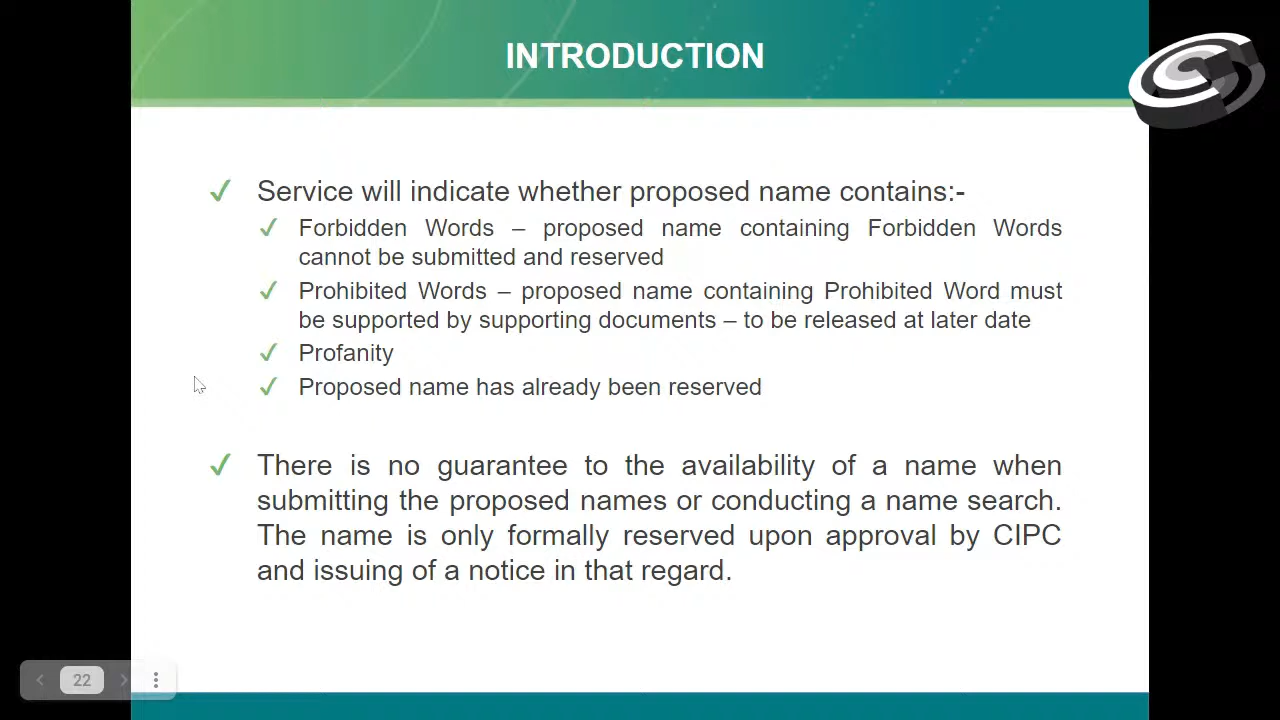 INTRODUCTION
✓ Service will indicate whether proposed name contains:-
✓ Forbidden Words – proposed name containing Forbidden Words
cannot be submitted and reserved
✓ Prohibited Words – proposed name containing Prohibited Word must
be supported by supporting documents – to be released at later date
✓ Profanity
✓ Proposed name has already been reserved
✓ There is no guarantee to the availability of a name when
submitting the proposed names or conducting a name search.
The name is only formally reserved upon approval by CIPC
and issuing of a notice in that regard.
22